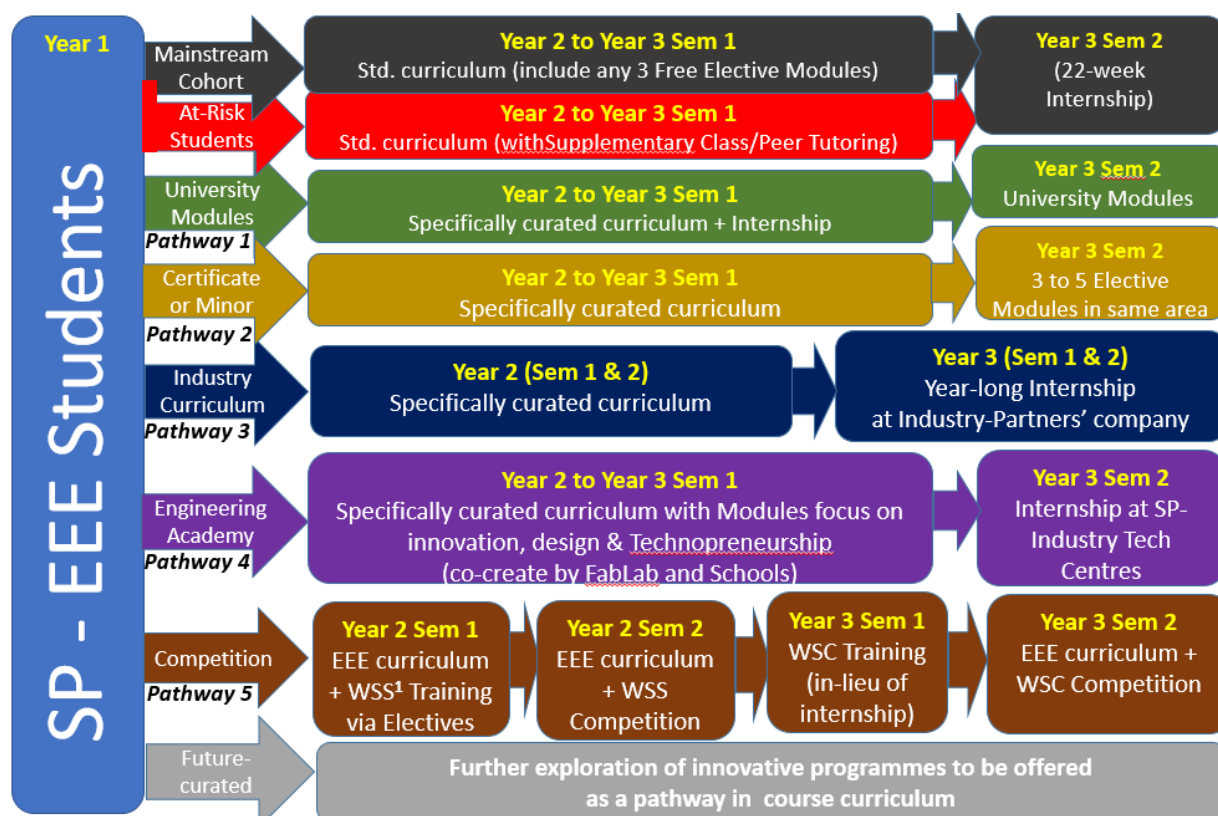 SP - EEE Students
Year 1
Mainstream
Cohort
Year 2 to Year 3 Sem 1
Std. curriculum (include any 3 Free Elective Modules)
Year 3 Sem 2
(22-week
Internship)
At-Risk
Students
Year 2 to Year 3 Sem 1
Std. curriculum (withSupplementary Class/Peer Tutoring)
University
Modules
Pathway 1
Year 2 to Year 3 Sem 1
Specifically curated curriculum + Internship
Year 3 Sem 2
University Modules
Certificate
or Minor
Pathway 2
Year 2 to Year 3 Sem 1
Specifically curated curriculum
Year 3 Sem 2
3 to 5 Elective
Modules in same area
Industry
Curriculum
Pathway 3
Year 2 (Sem 1 & 2)
Specifically curated curriculum
Year 3 (Sem 1 & 2)
Year-long Internship
at Industry-Partners’ company
Engineering
Academy
Pathway 4
Year 2 to Year 3 Sem 1
Specifically curated curriculum with Modules focus on
innovation, design & Technopreneurship
(co-create by FabLab and Schools)
Year 3 Sem 2
Internship at SP-
Industry Tech
Centres
Competition
Pathway 5
Year 2 Sem 1
EEE curriculum
+ WSS¹ Training
via Electives
Year 2 Sem 2
EEE curriculum
+ WSS
Competition
Year 3 Sem 1
WSC Training
(in-lieu of
internship)
Year 3 Sem 2
EEE curriculum +
WSC Competition
Future-
curated
Further exploration of innovative programmes to be offered
as a pathway in course curriculum